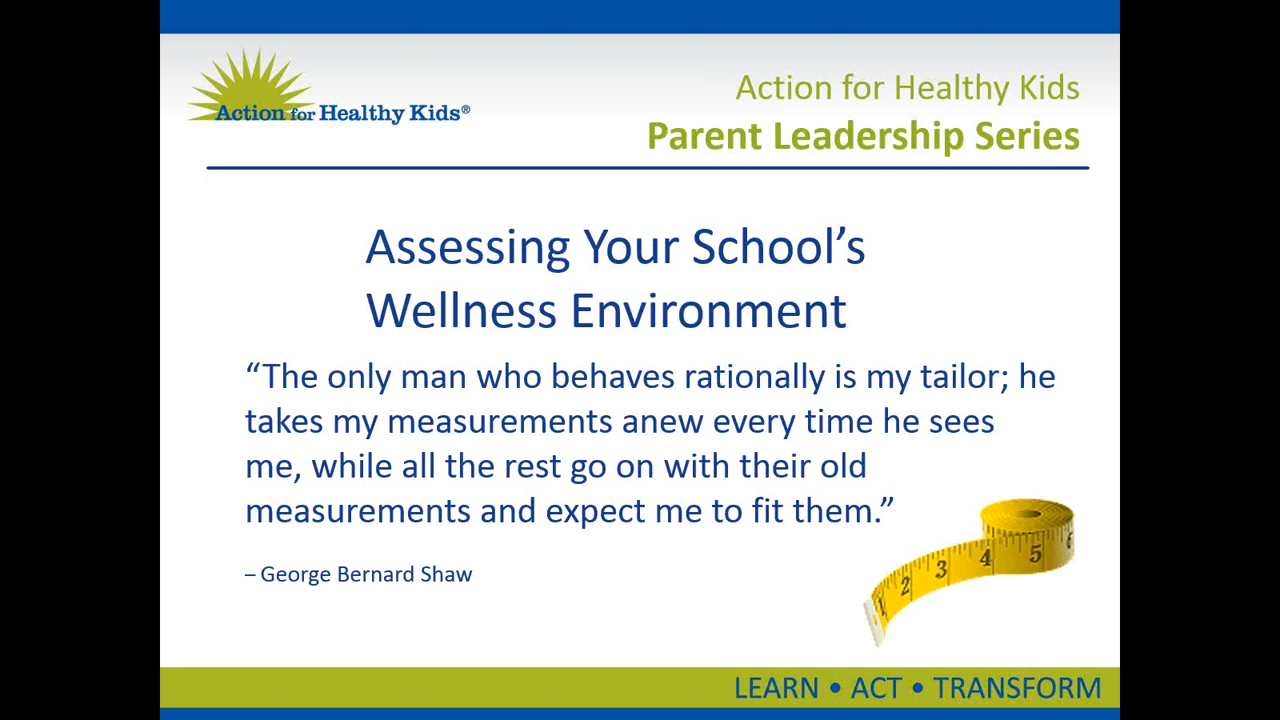 Action for Healthy Kids®
Action for Healthy Kids
Parent Leadership Series
Assessing Your School’s
Wellness Environment
“The only man who behaves rationally is my tailor; he
takes my measurements anew every time he sees
me, while all the rest go on with their old
measurements and expect me to fit them.”
– George Bernard Shaw
1 2 3 4 5 6
LEARN • ACT • TRANSFORM